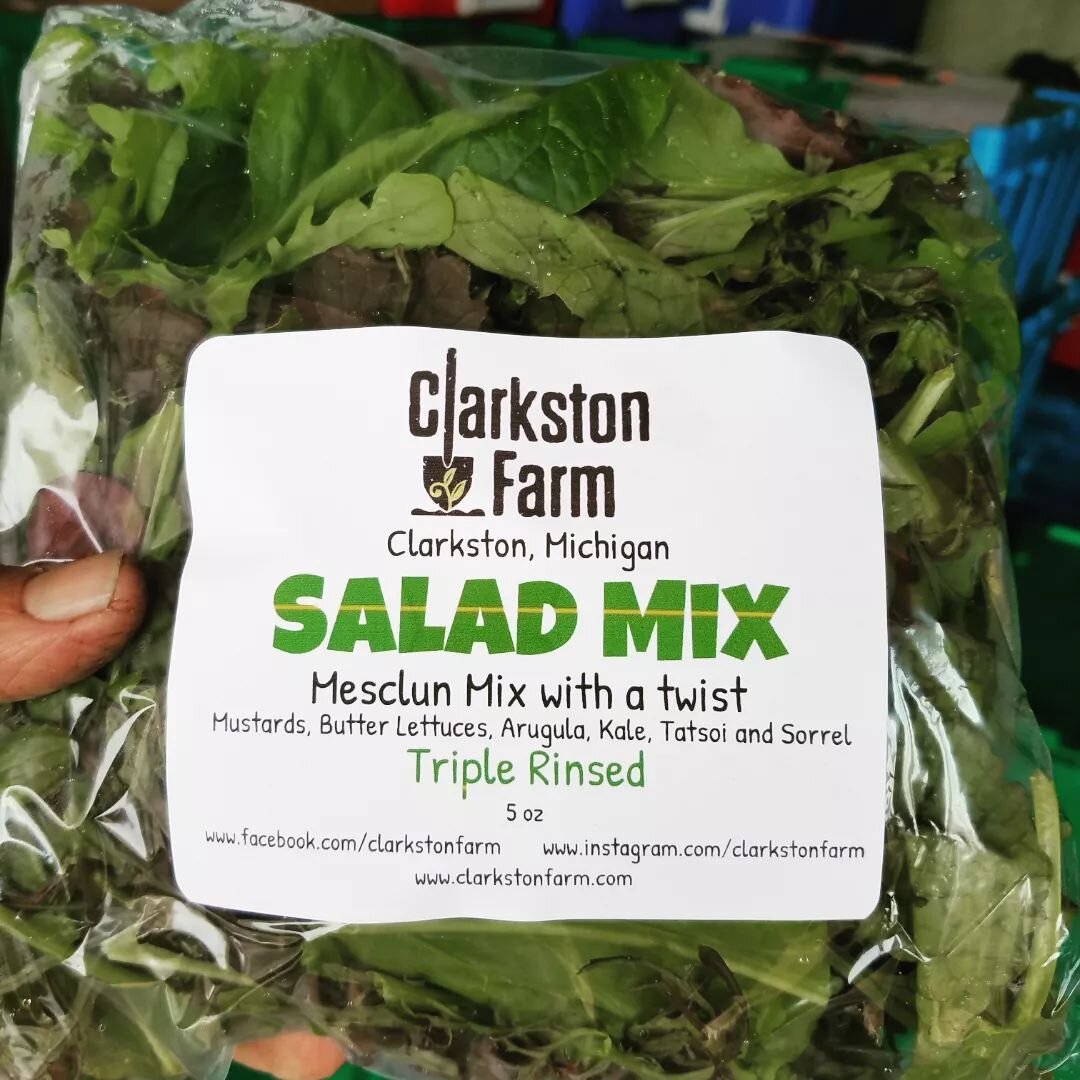 Clarkston
Farm
Clarkston, Michigan
SALAD MIX
Mesclun Mix with a twist
Mustards, Butter Lettuces, Arugula, Kale, Tatsoi and Sorrel
Triple Rinsed
5 oz
www.facebook.com/clarkstonfarm www.instagram.com/clarkstonfarm
www.clarkstonfarm.com